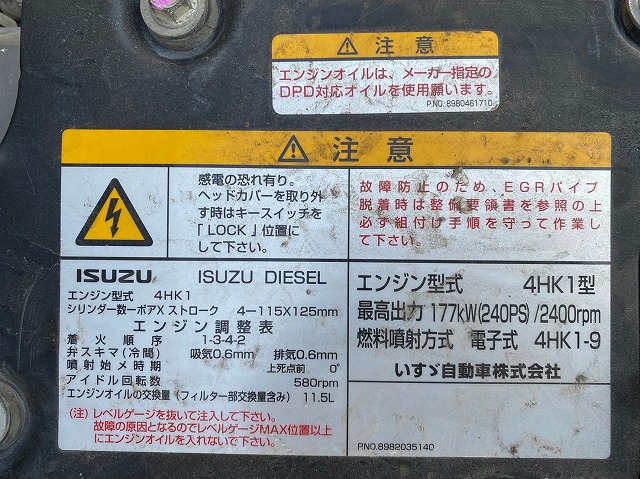 注意
エンジンオイルは、メーカー指定の
DPD対応オイルを使用願います。
P.NO. 8980461710
注意
感電の恐れ有り。
ヘッドカバーを取り外
す時はキースイッチを
「LOCK」位置に
して下さい。
故障防止のため、EGRパイプ
脱着時は整備要領書を参照の上
必ず組付け手順を守って作業し
て下さい。
ISUZU ISUZU DIESEL
エンジン型式 4HK1
シリンダー数ーボアX ストローク 4ー115X125mm
エンジン調整表
着火順序 1-3-4-2
弁スキマ(冷間) 吸気0.6mm 排気0.6mm
噴射始メ時期 上死点前 0°
アイドル回転数 580rpm
エンジンオイルの交換量(フィルター部交換量含み) 11.5L
(注)レベルゲージを抜いて注入して下さい。
故障の原因となるのでレベルゲージMAX位置以上
にエンジンオイルを入れないで下さい。
エンジン型式 4HK1型
最高出力 177kW(240PS)/2400rpm
燃料噴射方式 電子式 4HK1-9
いすゞ自動車株式会社
P.NO.8982035140